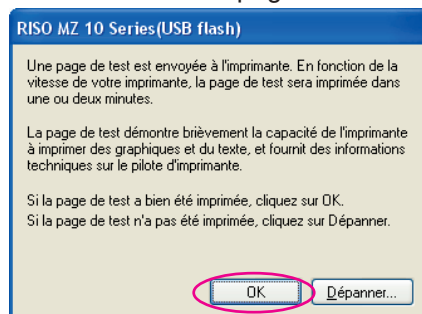 RISO MZ 10 Series(USB flash)
Une page de test est envoyée à l'imprimante. En fonction de la
vitesse de votre imprimante, la page de test sera imprimée dans
une ou deux minutes.
La page de test démontre brièvement la capacité de l'imprimante
à imprimer des graphiques et du texte, et fournit des informations
techniques sur le pilote d'imprimante.
Si la page de test a bien été imprimée, cliquez sur OK.
Si la page de test n'a pas été imprimée, cliquez sur Dépanner.
OK Dépanner...